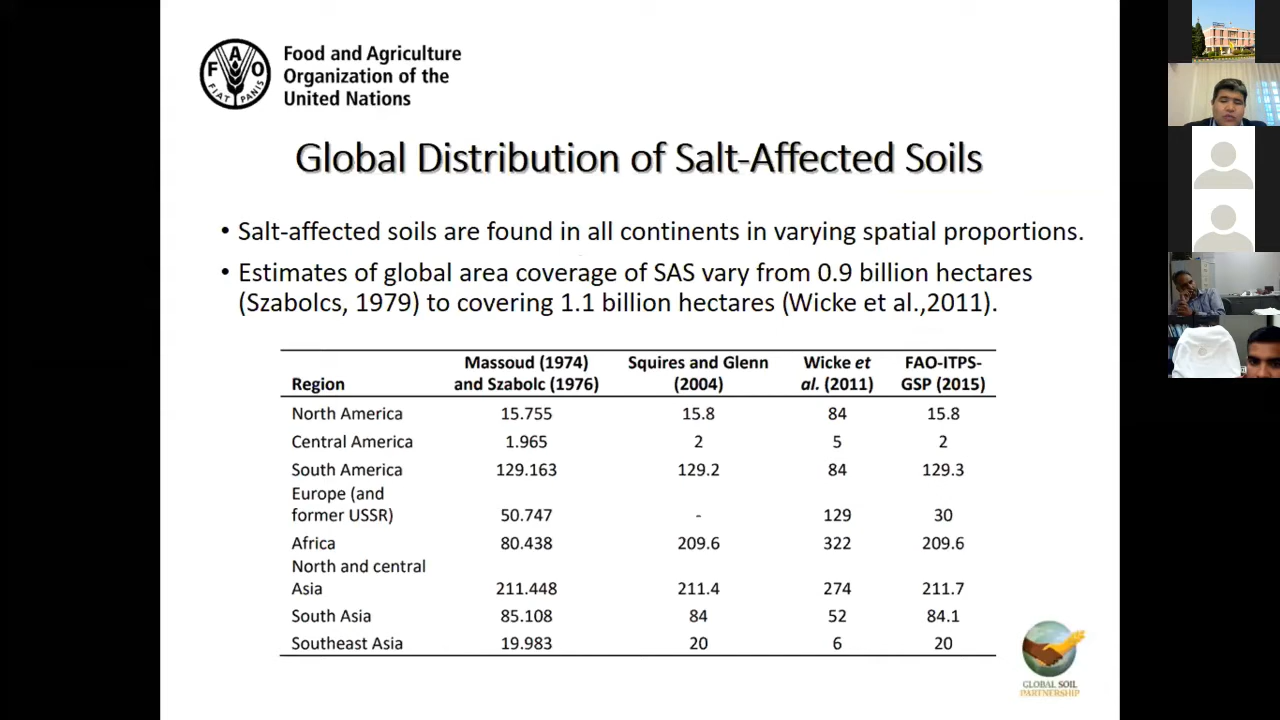 Food and Agriculture
Organization of the
United Nations
F A O
FIAT PANIS
Global Distribution of Salt-Affected Soils
• Salt-affected soils are found in all continents in varying spatial proportions.
• Estimates of global area coverage of SAS vary from 0.9 billion hectares
(Szabolcs, 1979) to covering 1.1 billion hectares (Wicke et al.,2011).
Region Massoud (1974) and Szabolc (1976) Squires and Glenn (2004) Wicke et al. (2011) FAO-ITPS-GSP (2015)
North America 15.755 15.8 84 15.8
Central America 1.965 2 5 2
South America 129.163 129.2 84 129.3
Europe (and
former USSR) 50.747 - 129 30
Africa 80.438 209.6 322 209.6
North and central
Asia 211.448 211.4 274 211.7
South Asia 85.108 84 52 84.1
Southeast Asia 19.983 20 6 20
GLOBAL SOIL
PARTNERSHIP